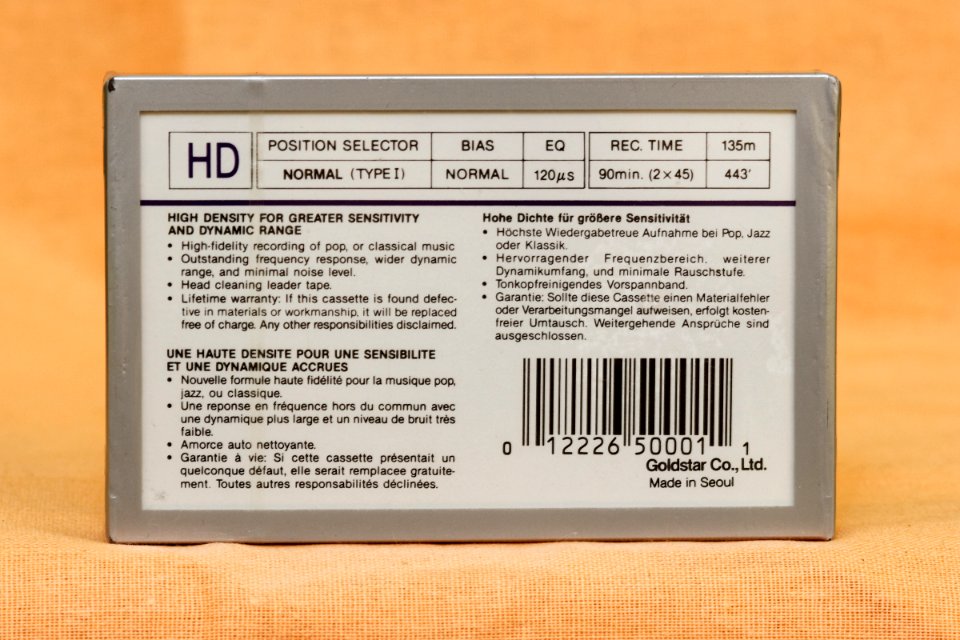 HD
POSITION SELECTOR BIAS EQ REC. TIME 135m
NORMAL (TYPE I) NORMAL 120µs 90min. (2×45) 443'
HIGH DENSITY FOR GREATER SENSITIVITY
AND DYNAMIC RANGE
• High-fidelity recording of pop, or classical music
• Outstanding frequency response, wider dynamic
range, and minimal noise level.
• Head cleaning leader tape.
• Lifetime warranty: If this cassette is found defec-
tive in materials or workmanship, it will be replaced
free of charge. Any other responsibilities disclaimed.
UNE HAUTE DENSITE POUR UNE SENSIBILITE
ET UNE DYNAMIQUE ACCRUES
• Nouvelle formule haute fidélité pour la musique pop,
jazz, ou classique.
• Une reponse en fréquence hors du commun avec
une dynamique plus large et un niveau de bruit très
faible.
• Amorce auto nettoyante.
• Garantie à vie: Si cette cassette présentait un
quelconque défaut, elle serait remplacee gratuite-
ment. Toutes autres responsabilités déclinées.
Hohe Dichte für größere Sensitivität
• Höchste Wiedergabetreue Aufnahme bei Pop, Jazz
oder Klassik.
• Hervorragender Frequenzbereich. weiterer
Dynamikumfang, und minimale Rauschstufe.
• Tonkopfreinigendes Vorspannband.
• Garantie: Sollte diese Cassette einen Materialfehler
oder Verarbeitungsmangel aufweisen, erfolgt kosten-
freier Umtausch. Weitergehende Ansprüche sind
ausgeschlossen.
0 12226 50001 1
Goldstar Co., Ltd.
Made in Seoul